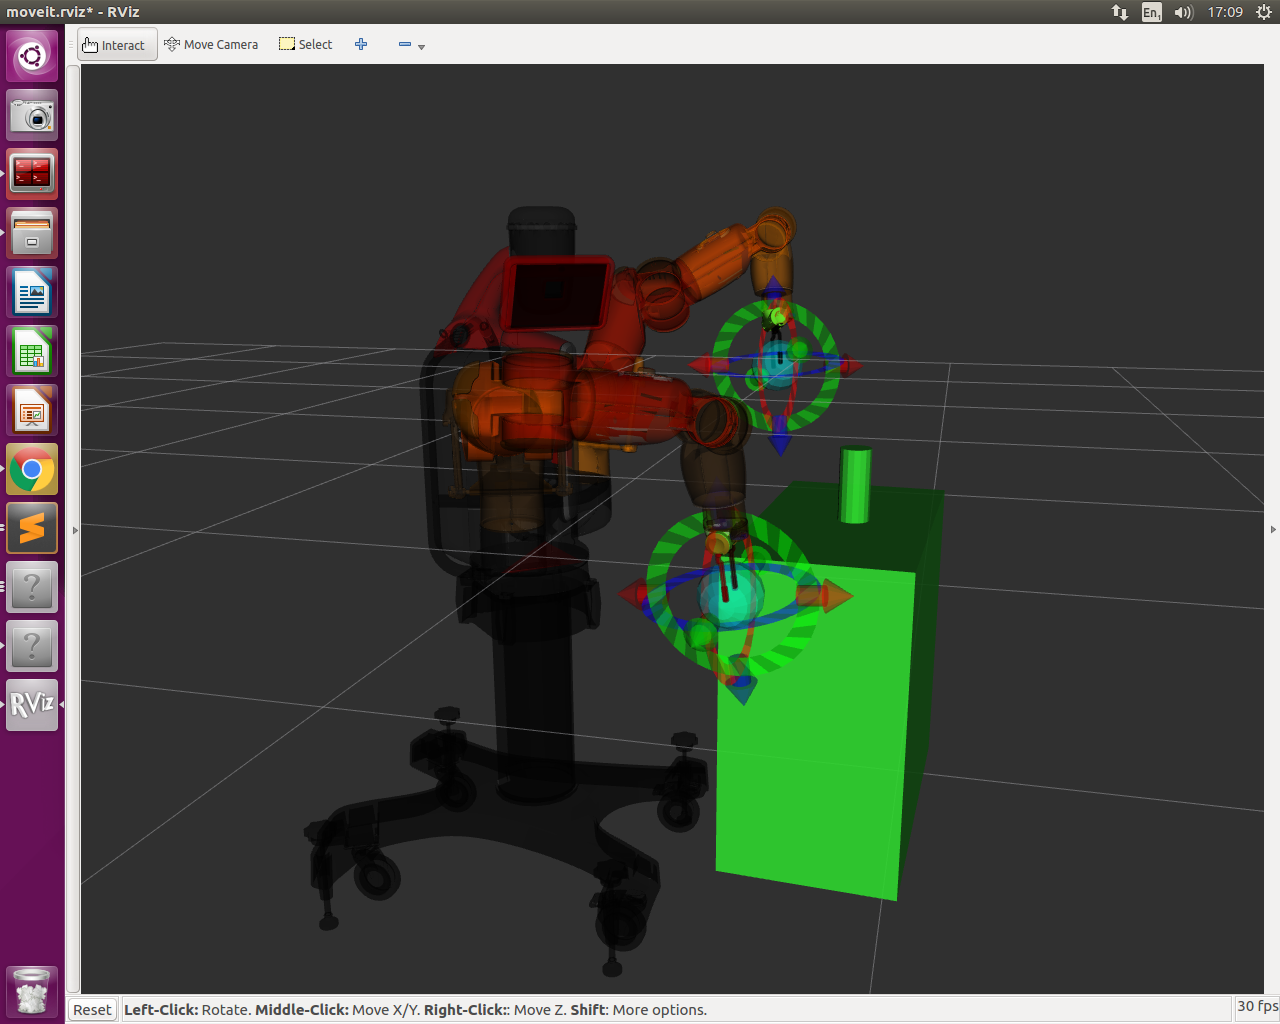 moveit.rviz* - RViz
En1
17:09
Interact
Move Camera
Select
RViz
Reset
Left-Click: Rotate. Middle-Click: Move X/Y. Right-Click:: Move Z. Shift: More options.
30 fps